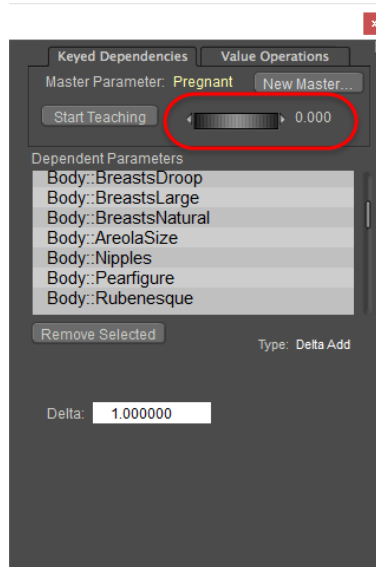 Keyed Dependencies Value Operations
Master Parameter: Pregnant New Master...
Start Teaching 0.000
Dependent Parameters
Body::BreastsDroop
Body::BreastsLarge
Body::BreastsNatural
Body::AreolaSize
Body::Nipples
Body::Pearfigure
Body::Rubenesque
Remove Selected
Type: Delta Add
Delta: 1.000000